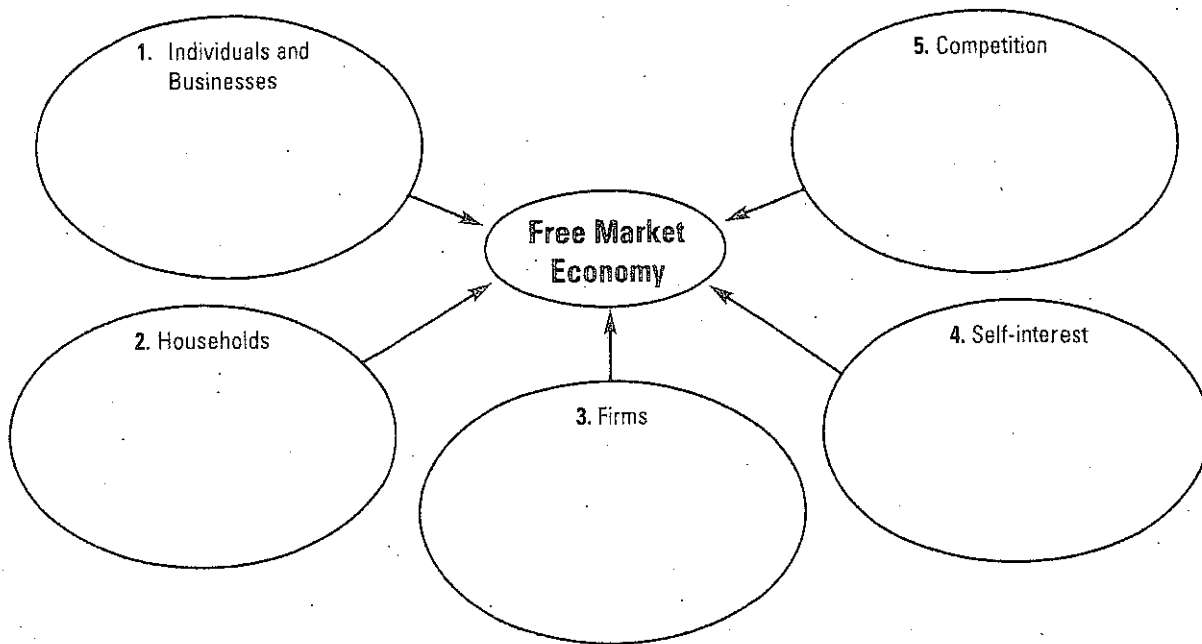 1. Individuals and
Businesses
5. Competition
Free Market
Economy
2. Households
4. Self-interest
3. Firms